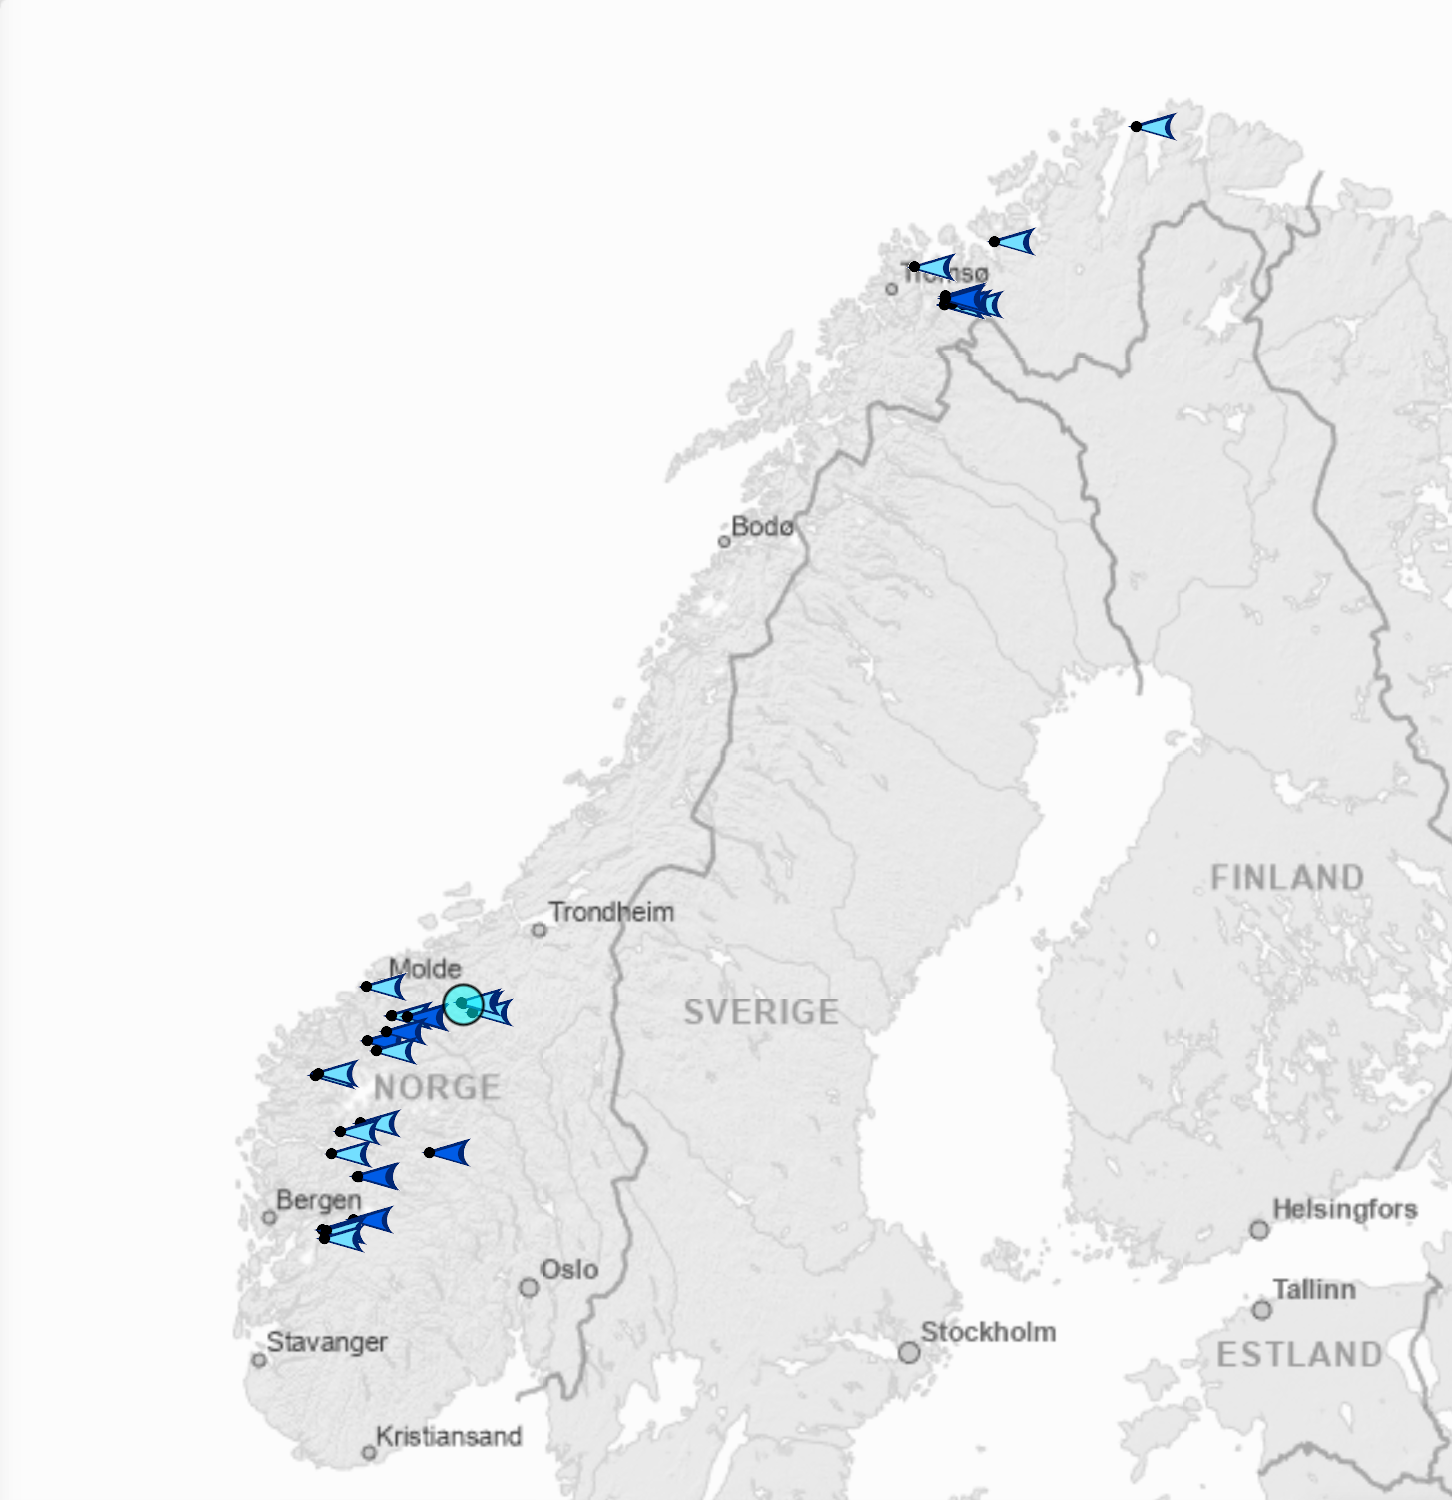 Tromsø
Bodø
Trondheim
Molde
FINLAND
SVERIGE
NORGE
Bergen
Helsingfors
Oslo
Tallinn
Stockholm
Stavanger
ESTLAND
Kristiansand